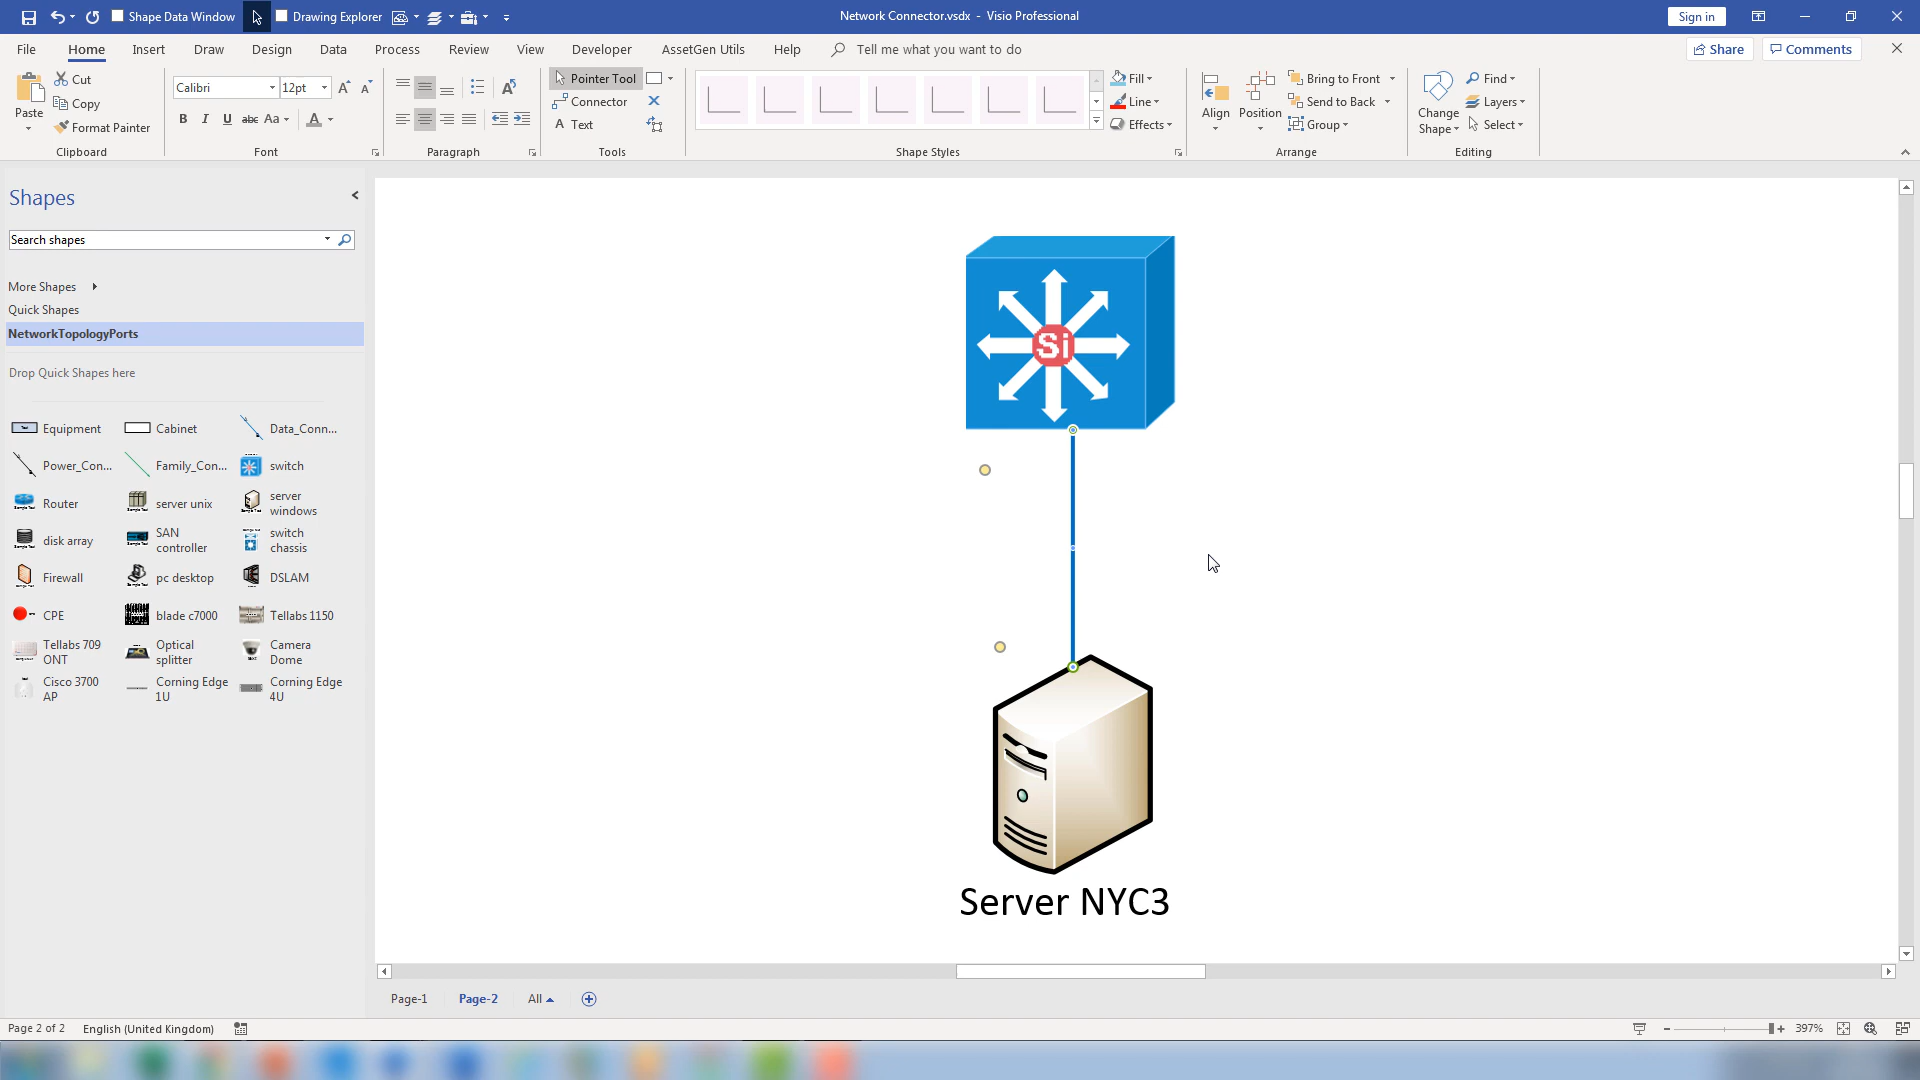 Shape Data Window
Drawing Explorer
Network Connector.vsdx - Visio Professional
Sign in
File
Home
Insert
Draw
Design
Data
Process
Review
View
Developer
AssetGen Utils
Help
Tell me what you want to do
Share
Comments
Paste
Cut
Copy
Format Painter
Clipboard
Calibri
12pt
A
A
B
I
U
abc
Aa
A
Font
A
Paragraph
Pointer Tool
Connector
A Text
Tools
Fill
Line
Effects
Shape Styles
Align
Position
Bring to Front
Send to Back
Group
Arrange
Change
Shape
Find
Layers
Select
Editing
Shapes
Search shapes
More Shapes
Quick Shapes
NetworkTopologyPorts
Drop Quick Shapes here
Equipment
Cabinet
Data_Conn...
Power_Con...
Family_Con...
switch
Router
server unix
server
windows
disk array
SAN
controller
switch
chassis
Firewall
pc desktop
DSLAM
CPE
blade c7000
Tellabs 1150
Tellabs 709
ONT
Optical
splitter
Camera
Dome
Cisco 3700
AP
Corning Edge
1U
Corning Edge
4U
Si
Server NYC3
Page-1
Page-2
All
Page 2 of 2
English (United Kingdom)
397%